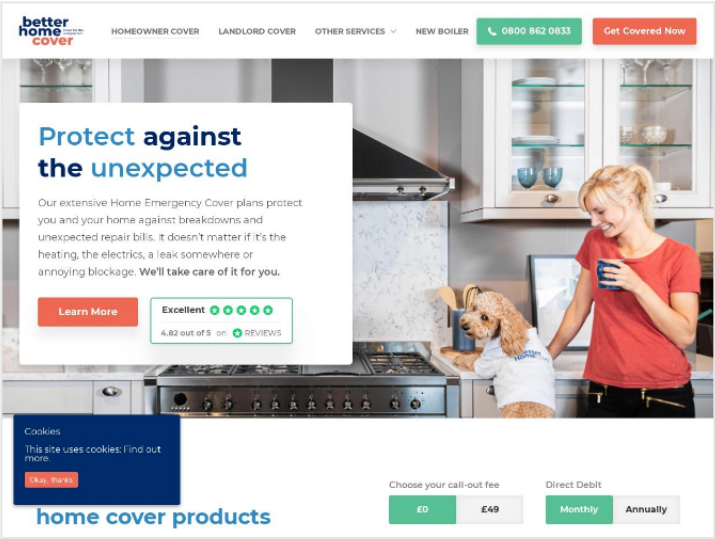 better
home
cover
HOMEOWNER COVER
LANDLORD COVER
OTHER SERVICES
NEW BOILER
0800 862 0833
Get Covered Now
Protect against
the unexpected
Our extensive Home Emergency Cover plans protect
you and your home against breakdowns and
unexpected repair bills. It doesn't matter if it's the
heating, the electrics, a leak somewhere or
annoying blockage. We'll take care of it for you.
Learn More
Excellent
4.82 out of 5 on REVIEWS
better
Home
Cookies
This site uses cookies: Find out
more.
Okay, thanks
home cover products
Choose your call-out fee
£0
£49
Direct Debit
Monthly
Annually